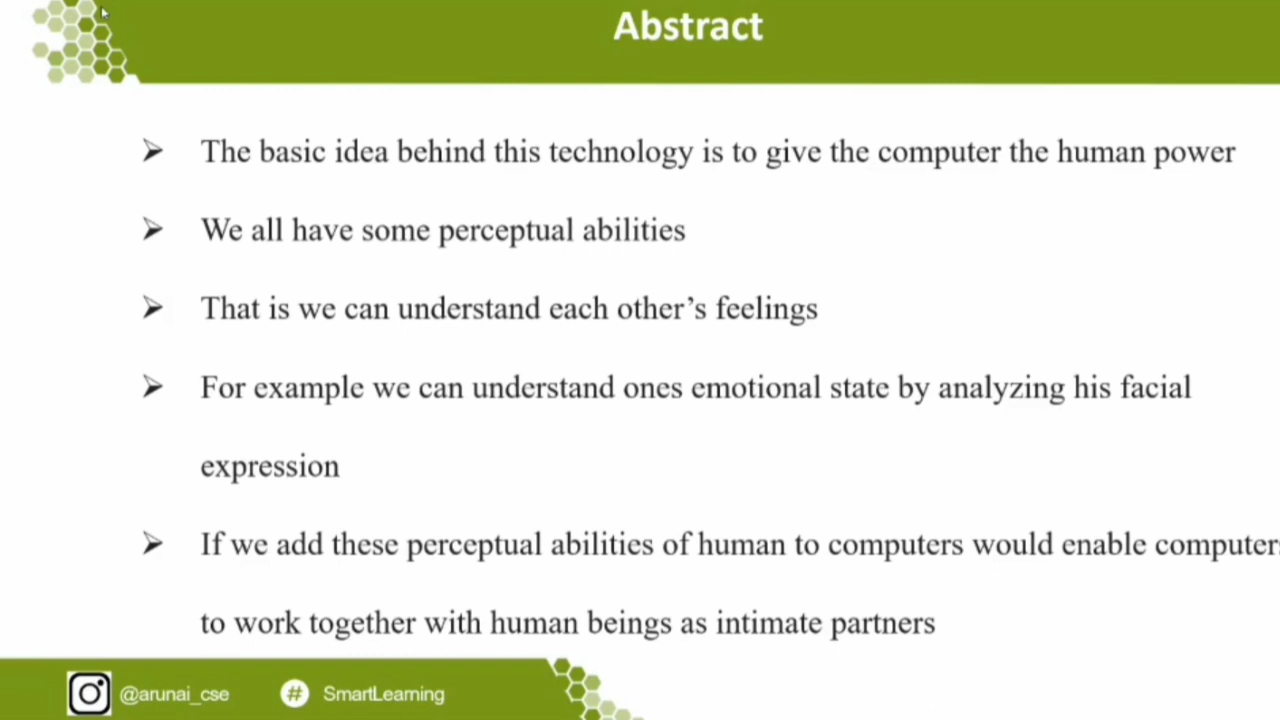 Abstract
The basic idea behind this technology is to give the computer the human power
We all have some perceptual abilities
That is we can understand each other’s feelings
For example we can understand ones emotional state by analyzing his facial
expression
If we add these perceptual abilities of human to computers would enable computers
to work together with human beings as intimate partners
@arunai_cse # SmartLearning